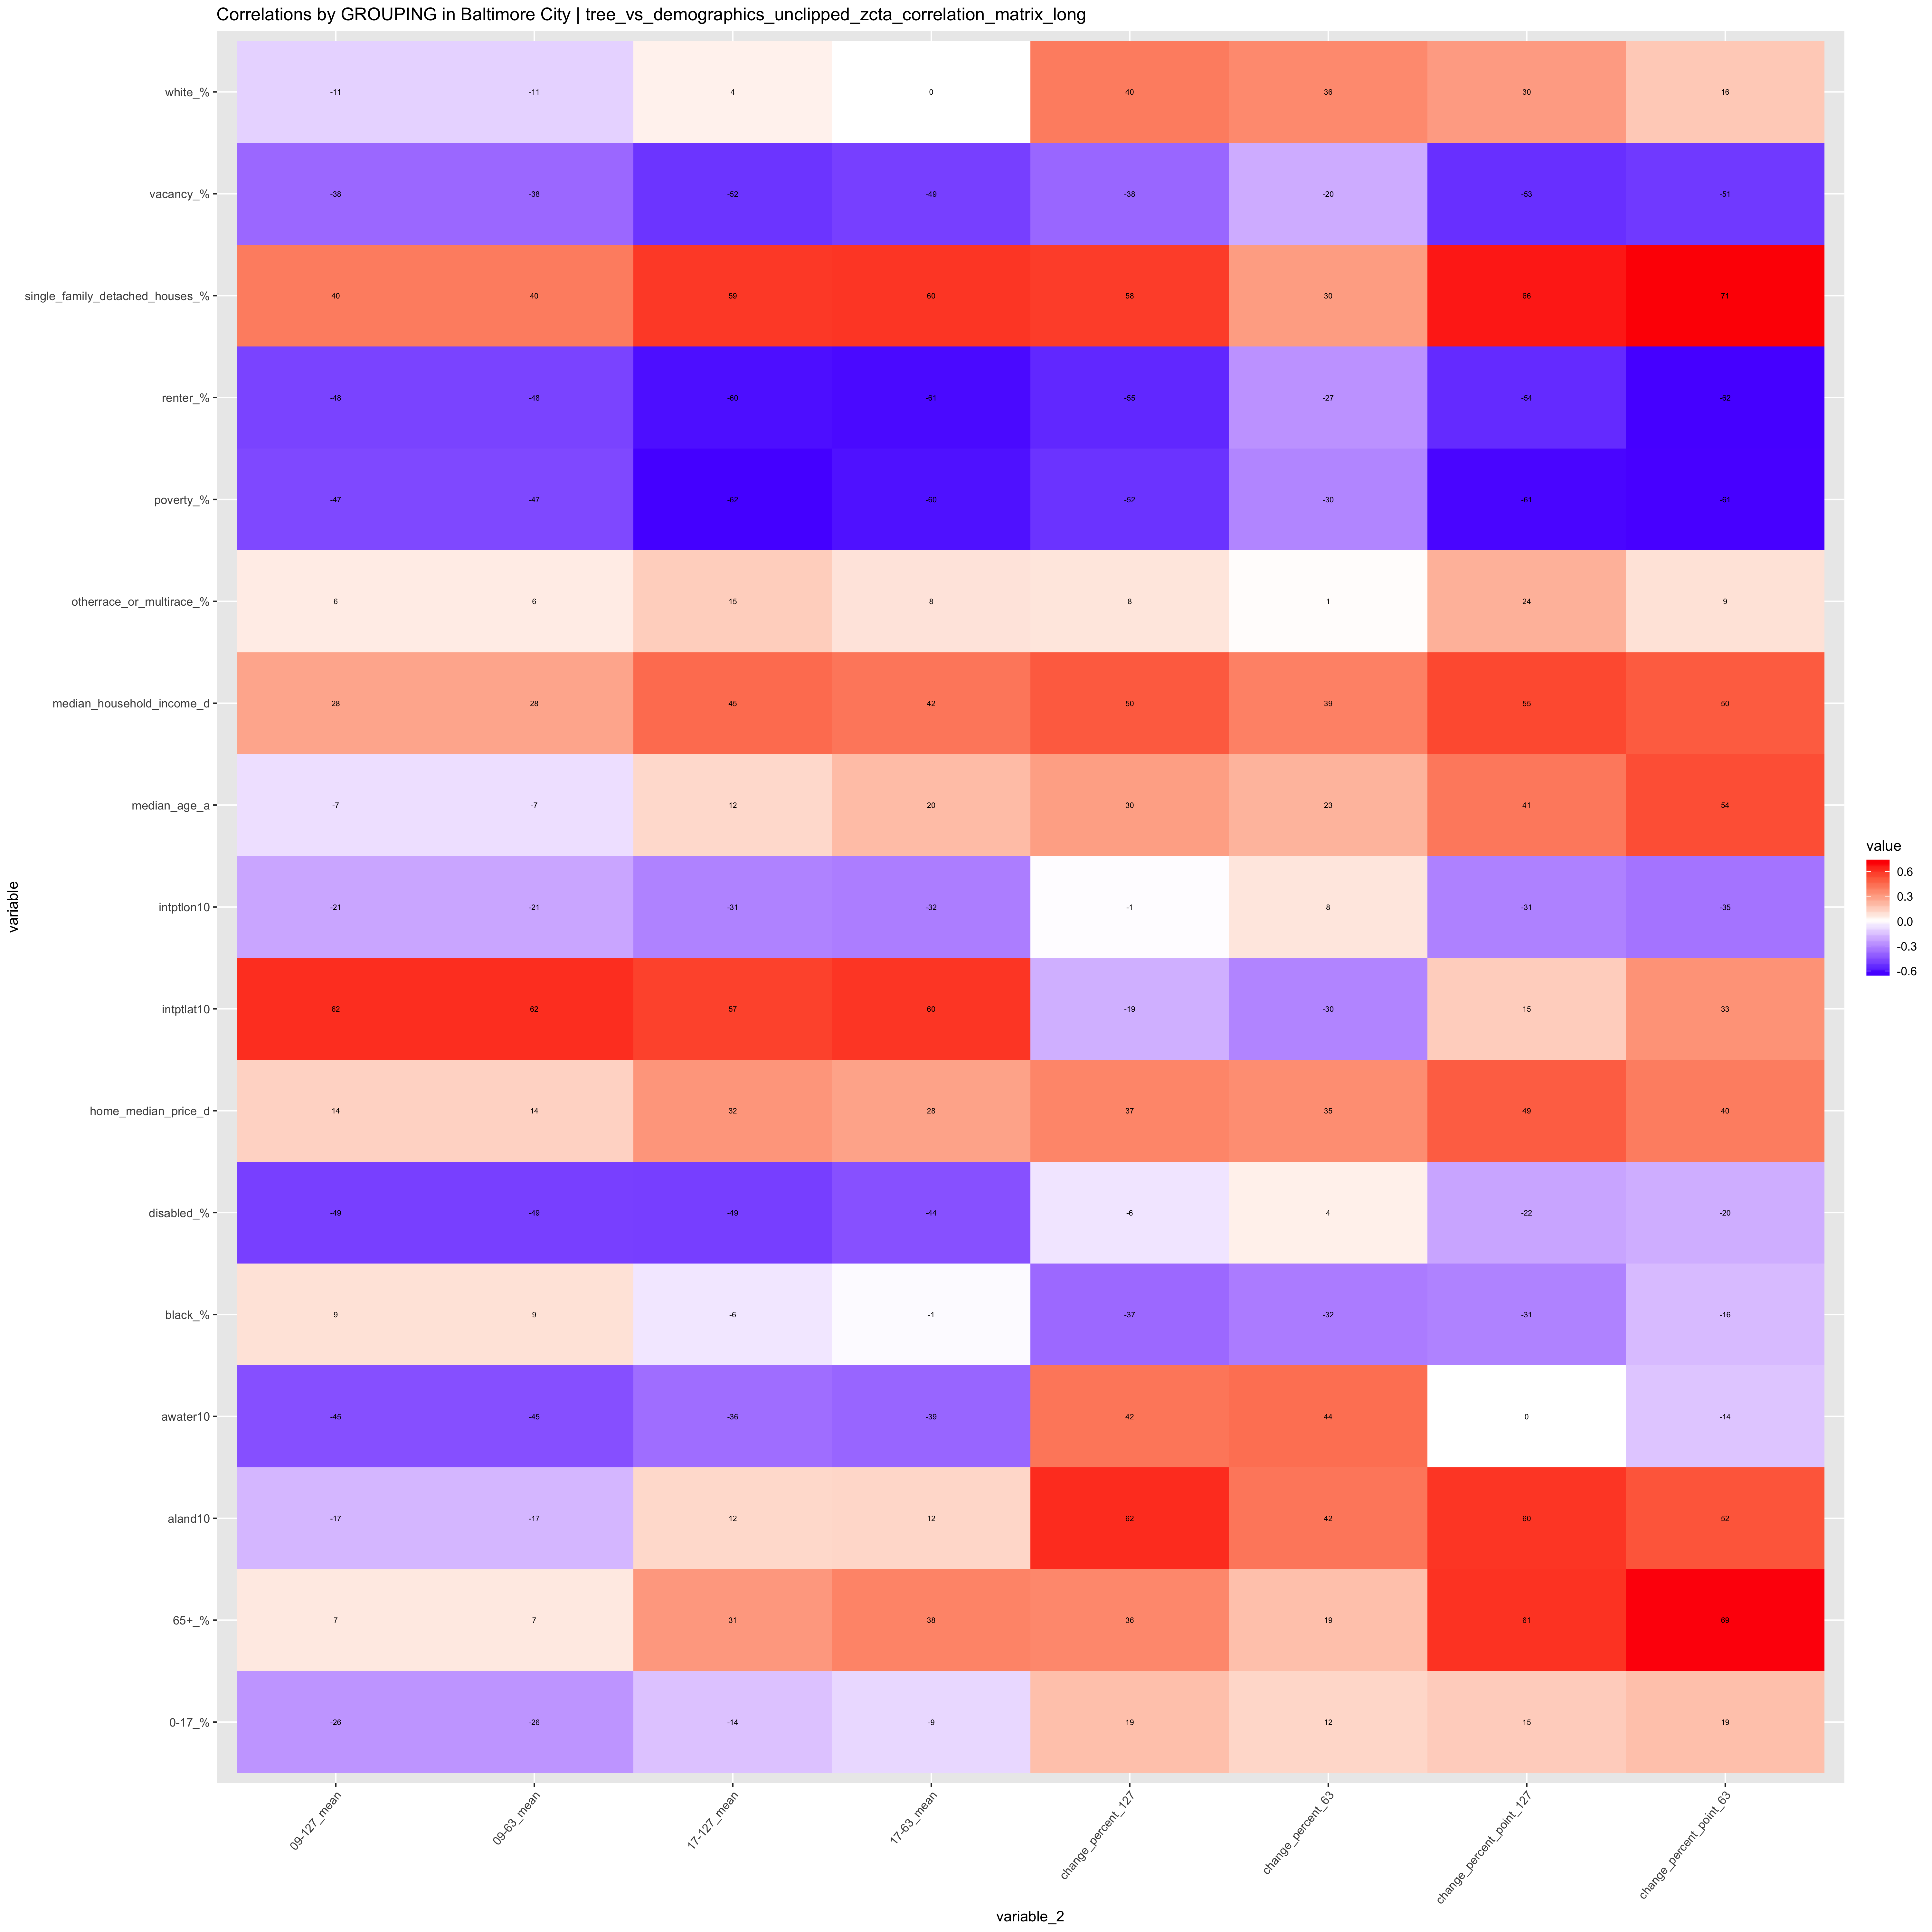 Correlations by GROUPING in Baltimore City | tree_vs_demographics_unclipped_zcta_correlation_matrix_long
white_% -11 -11 4 0 40 36 30 16
vacancy_% -38 -38 -52 -49 -38 -20 -53 -51
single_family_detached_houses_% 40 40 59 60 58 30 66 71
renter_% -48 -48 -60 -61 -55 -27 -54 -62
poverty_% -47 -47 -62 -60 -52 -30 -61 -61
otherrace_or_multirace_% 6 6 15 8 8 1 24 9
median_household_income_d 28 28 45 42 50 39 55 50
median_age_a -7 -7 12 20 30 23 41 54
intptlon10 -21 -21 -31 -32 -1 8 -31 -35
intptlat10 62 62 57 60 -19 -30 15 33
home_median_price_d 14 14 32 28 37 35 49 40
disabled_% -49 -49 -49 -44 -6 4 -22 -20
black_% 9 9 -6 -1 -37 -32 -31 -16
awater10 -45 -45 -36 -39 42 44 0 -14
aland10 -17 -17 12 12 62 42 60 52
65+_% 7 7 31 38 36 19 61 69
0-17_% -26 -26 -14 -9 19 12 15 19
09-127_mean 09-63_mean 17-127_mean 17-63_mean change_percent_127 change_percent_63 change_percent_point_127 change_percent_point_63
variable_2
variable
value
0.6
0.3
0.0
-0.3
-0.6